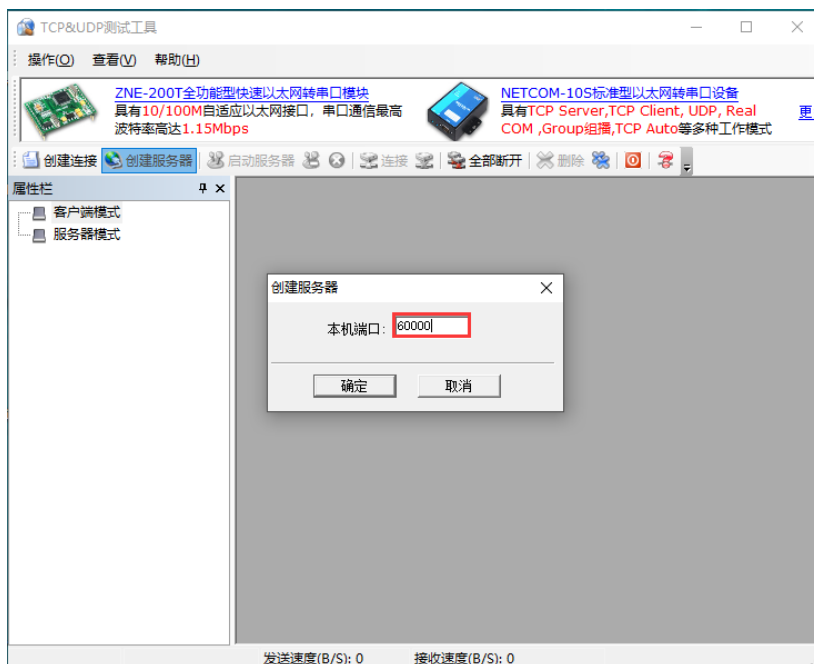 TCP&UDP测试工具
操作(O) 查看(V) 帮助(H)
ZNE-200T全功能型快速以太网转串口模块
具有10/100M自适应以太网接口，串口通信最高
波特率高达1.15Mbps
NETCOM-10S标准型以太网转串口设备
具有TCP Server,TCP Client, UDP, Real
COM ,Group组播,TCP Auto等多种工作模式
更
创建连接 创建服务器 启动服务器 连接 全部断开 删除
属性栏
客户端模式
服务器模式
创建服务器
本机端口: 60000
确定 取消
发送速度(B/S): 0 接收速度(B/S): 0